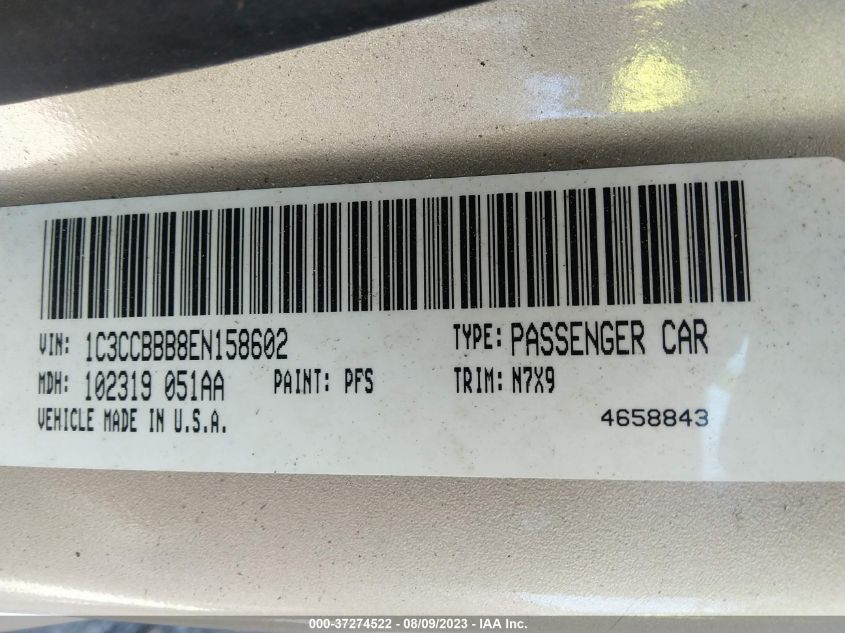 VIN: 1C3CCBBB8EN158602 TYPE: PASSENGER CAR
MDH: 102319 051AA PAINT: PFS TRIM: N7X9
VEHICLE MADE IN U.S.A. 4658843
000-37274522 - 08/09/2023 - IAA Inc.